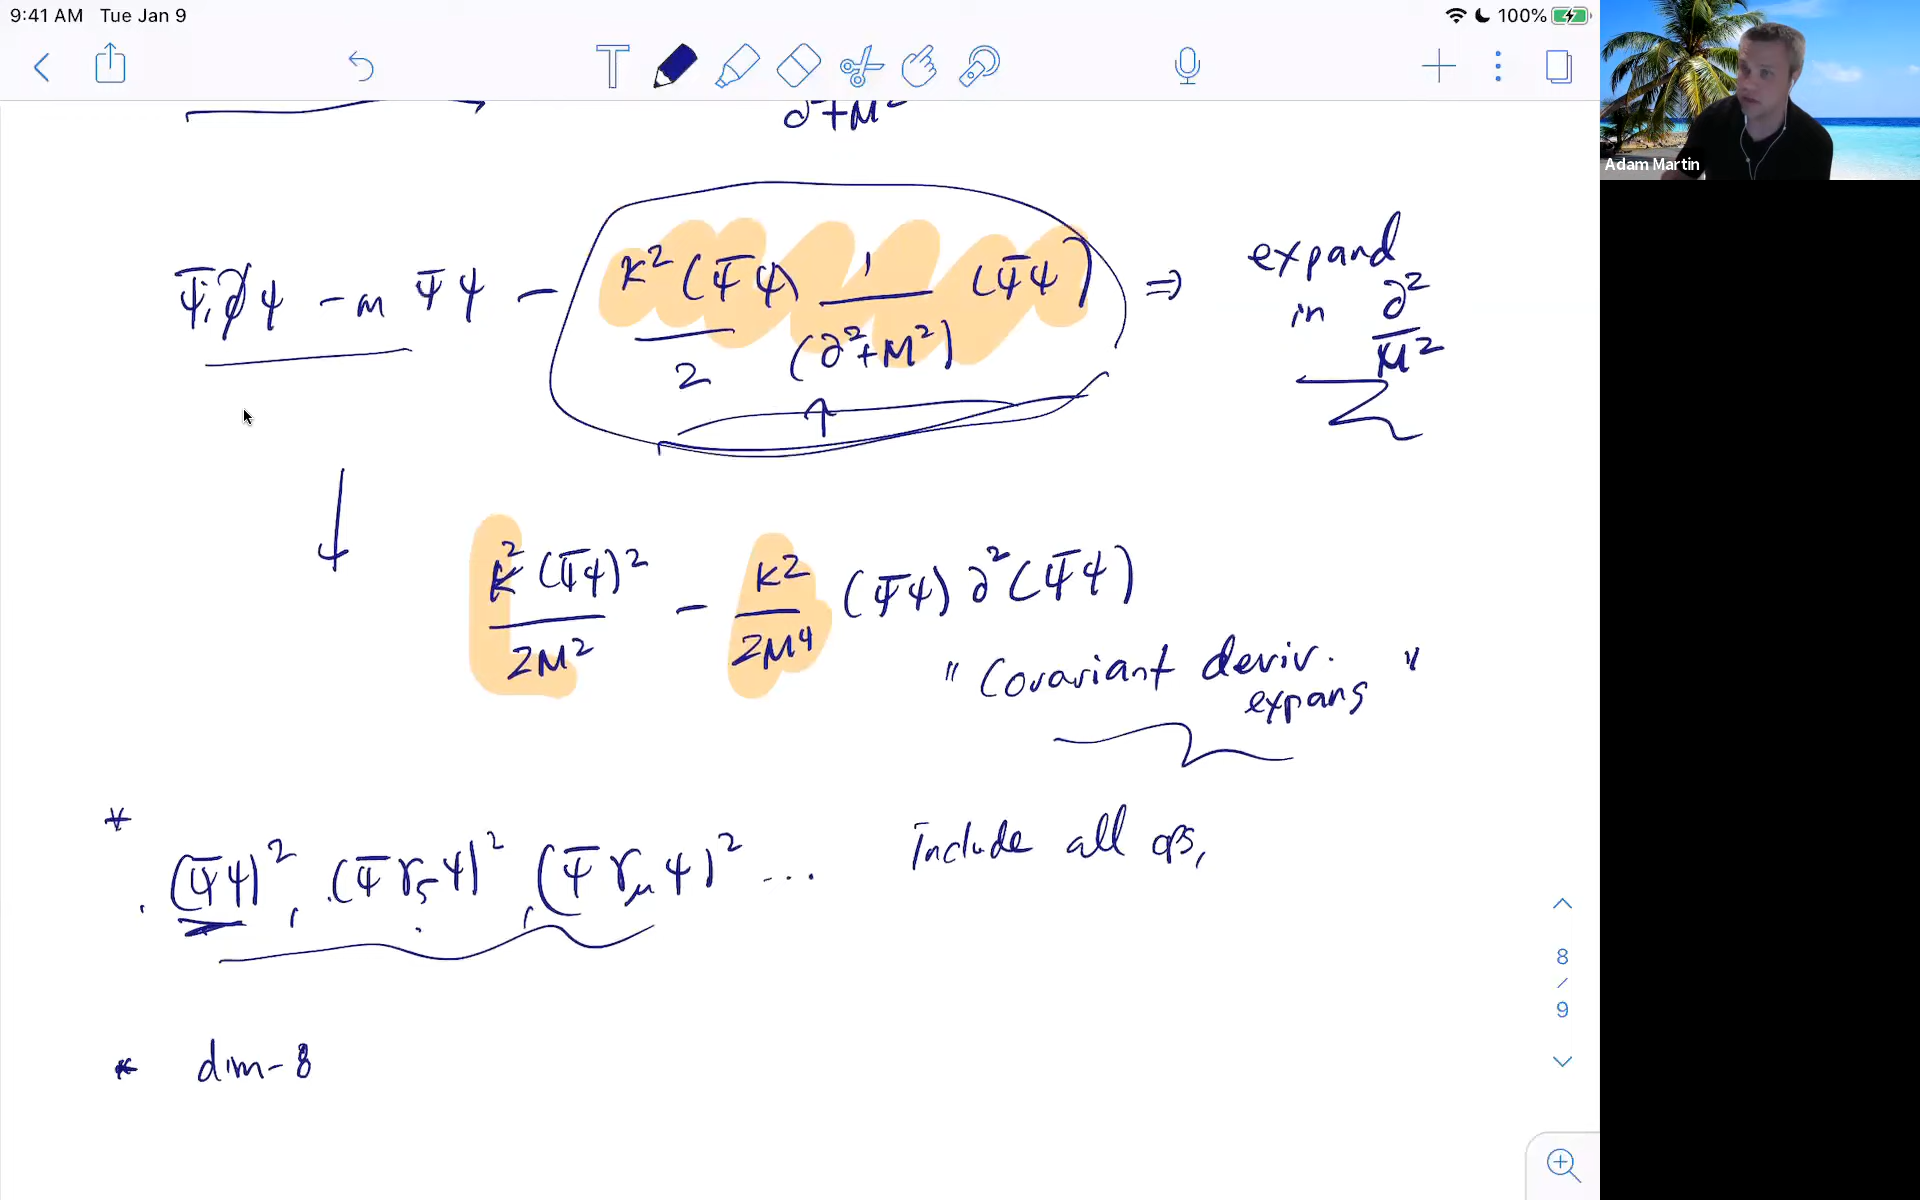 9:41 AM Tue Jan 9
100%
Adam Martin
∂²+M²
Ψ̄i∂̸Ψ − m Ψ̄Ψ − κ²/2 (Ψ̄Ψ) 1/(∂²+M²) (Ψ̄Ψ) ⇒ expand in ∂²/M²
κ²(Ψ̄Ψ)²/2M² − κ²/2M⁴ (Ψ̄Ψ) ∂² (Ψ̄Ψ)
" Covariant deriv. expans "
* (Ψ̄Ψ)², (Ψ̄γ₅Ψ)², (Ψ̄γμΨ)² ... Include all ops,
* dim-8
8
/
9